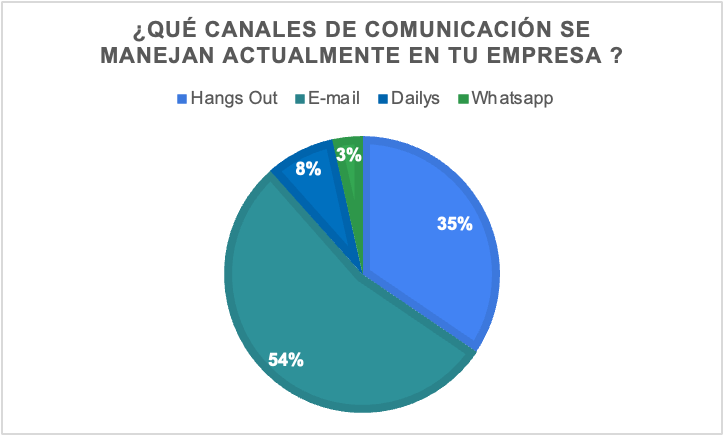 ¿QUÉ CANALES DE COMUNICACIÓN SE
MANEJAN ACTUALMENTE EN TU EMPRESA ?
Hangs Out E-mail Dailys Whatsapp
3%
8%
35%
54%